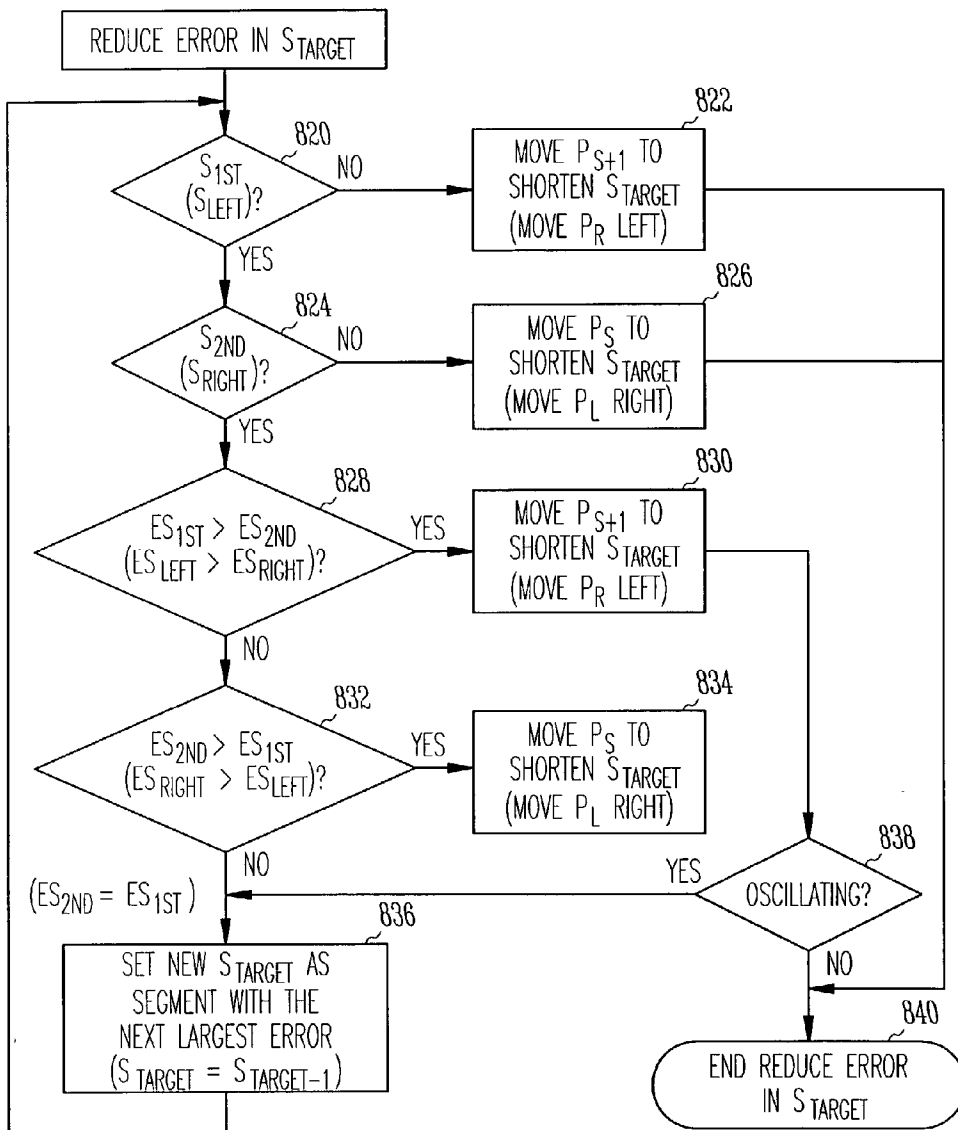 REDUCE ERROR IN S_TARGET
820
S_1ST
(S_LEFT)?
NO
YES
822
MOVE P_S+1 TO
SHORTEN S_TARGET
(MOVE P_R LEFT)
824
S_2ND
(S_RIGHT)?
NO
YES
826
MOVE P_S TO
SHORTEN S_TARGET
(MOVE P_L RIGHT)
828
ES_1ST > ES_2ND
(ES_LEFT > ES_RIGHT)?
YES
NO
830
MOVE P_S+1 TO
SHORTEN S_TARGET
(MOVE P_R LEFT)
832
ES_2ND > ES_1ST
(ES_RIGHT > ES_LEFT)?
YES
NO
834
MOVE P_S TO
SHORTEN S_TARGET
(MOVE P_L RIGHT)
838
OSCILLATING?
YES
NO
(ES_2ND = ES_1ST)
836
SET NEW S_TARGET AS
SEGMENT WITH THE
NEXT LARGEST ERROR
(S_TARGET = S_TARGET-1)
840
END REDUCE ERROR
IN S_TARGET